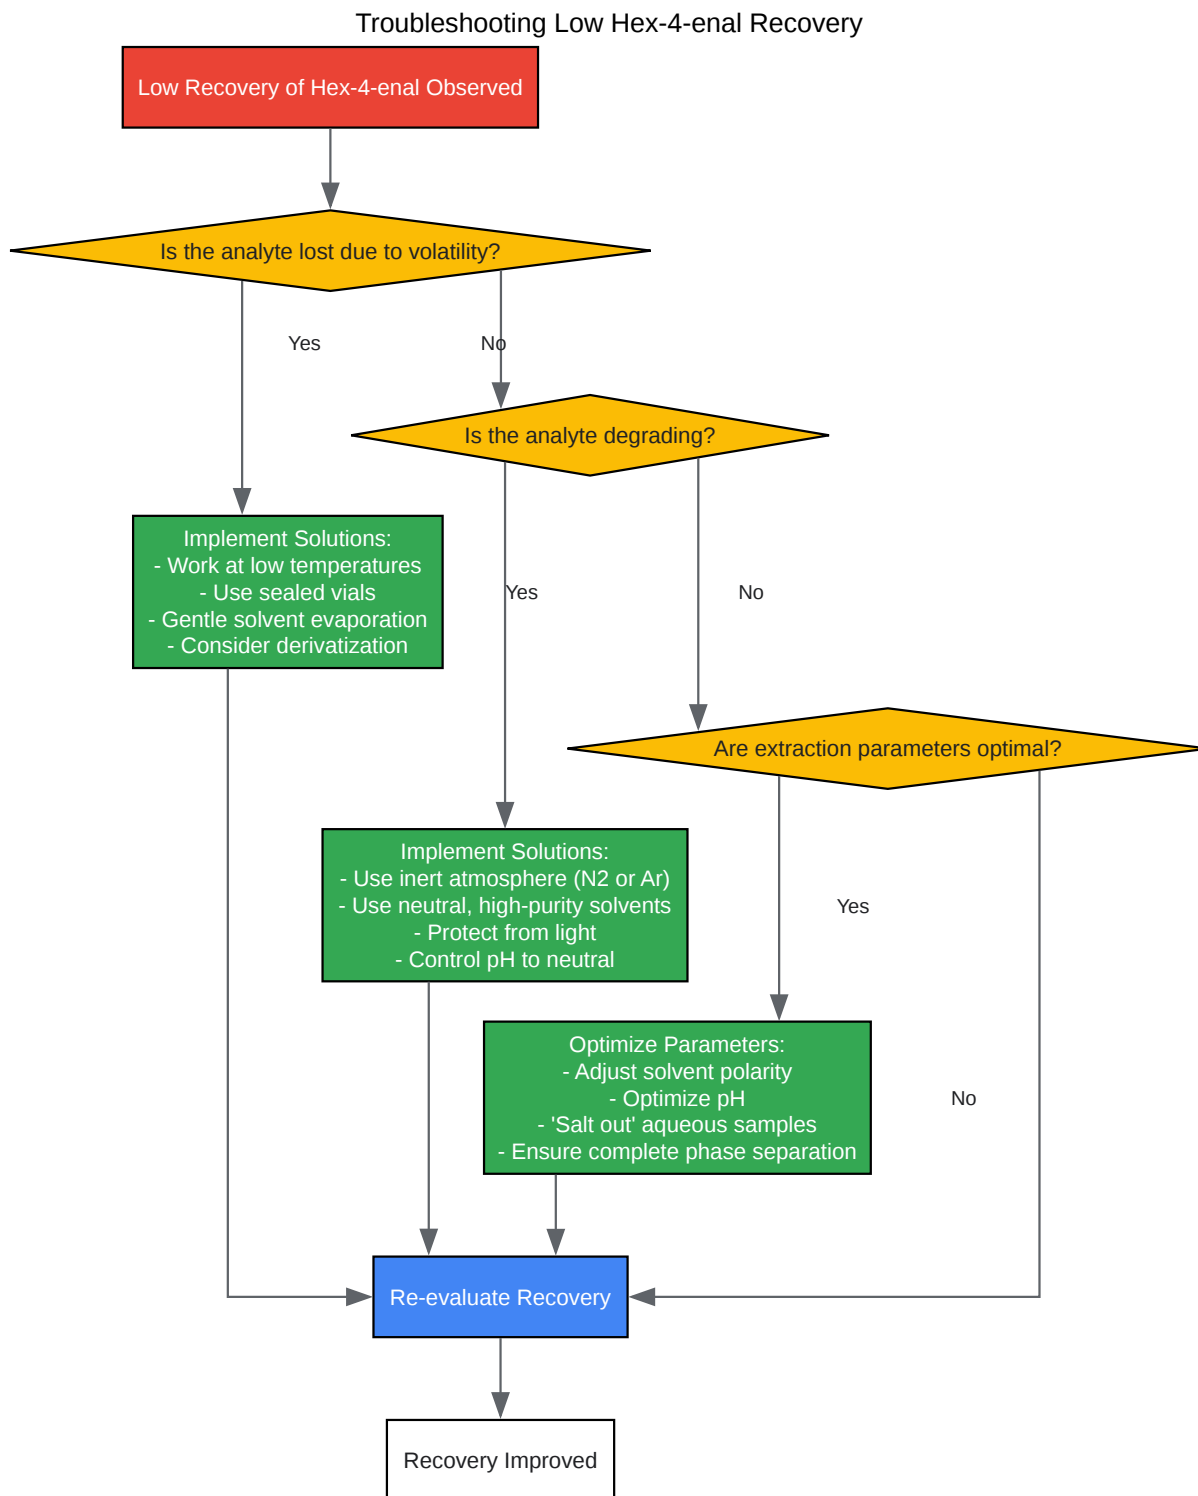 Troubleshooting Low Hex-4-enal Recovery
Low Recovery of Hex-4-enal Observed
Is the analyte lost due to volatility?
Yes
No
Is the analyte degrading?
Implement Solutions:
- Work at low temperatures
- Use sealed vials
- Gentle solvent evaporation
- Consider derivatization
Yes
No
Are extraction parameters optimal?
Implement Solutions:
- Use inert atmosphere (N2 or Ar)
- Use neutral, high-purity solvents
- Protect from light
- Control pH to neutral
Yes
Optimize Parameters:
- Adjust solvent polarity
- Optimize pH
- 'Salt out' aqueous samples
- Ensure complete phase separation
No
Re-evaluate Recovery
Recovery Improved